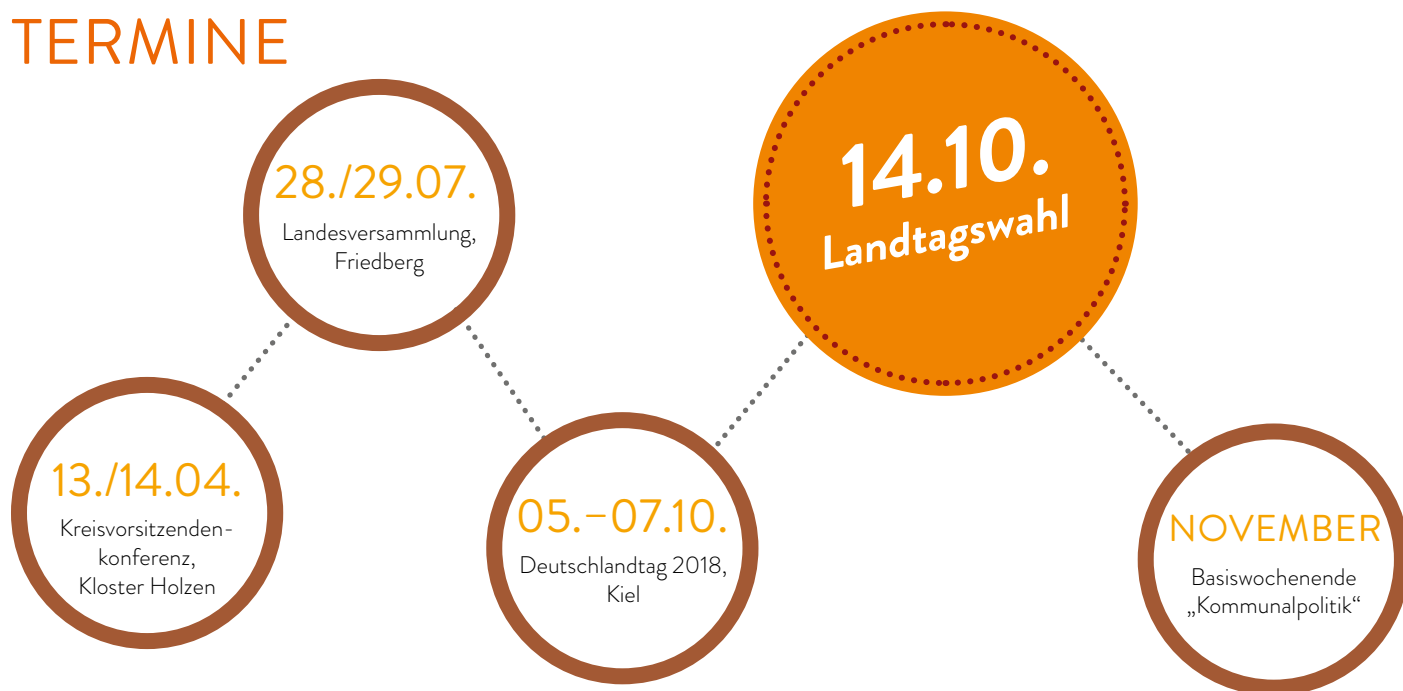 TERMINE
13./14.04.
Kreisvorsitzenden-
konferenz,
Kloster Holzen
28./29.07.
Landesversammlung,
Friedberg
05.–07.10.
Deutschlandtag 2018,
Kiel
14.10.
Landtagswahl
NOVEMBER
Basiswochenende
„Kommunalpolitik“